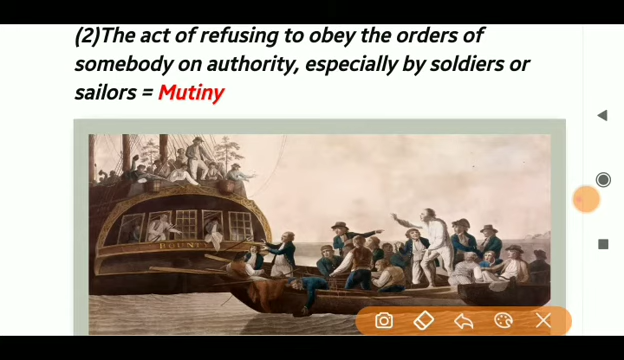 (2)The act of refusing to obey the orders of
somebody on authority, especially by soldiers or
sailors = Mutiny
BOUNTY